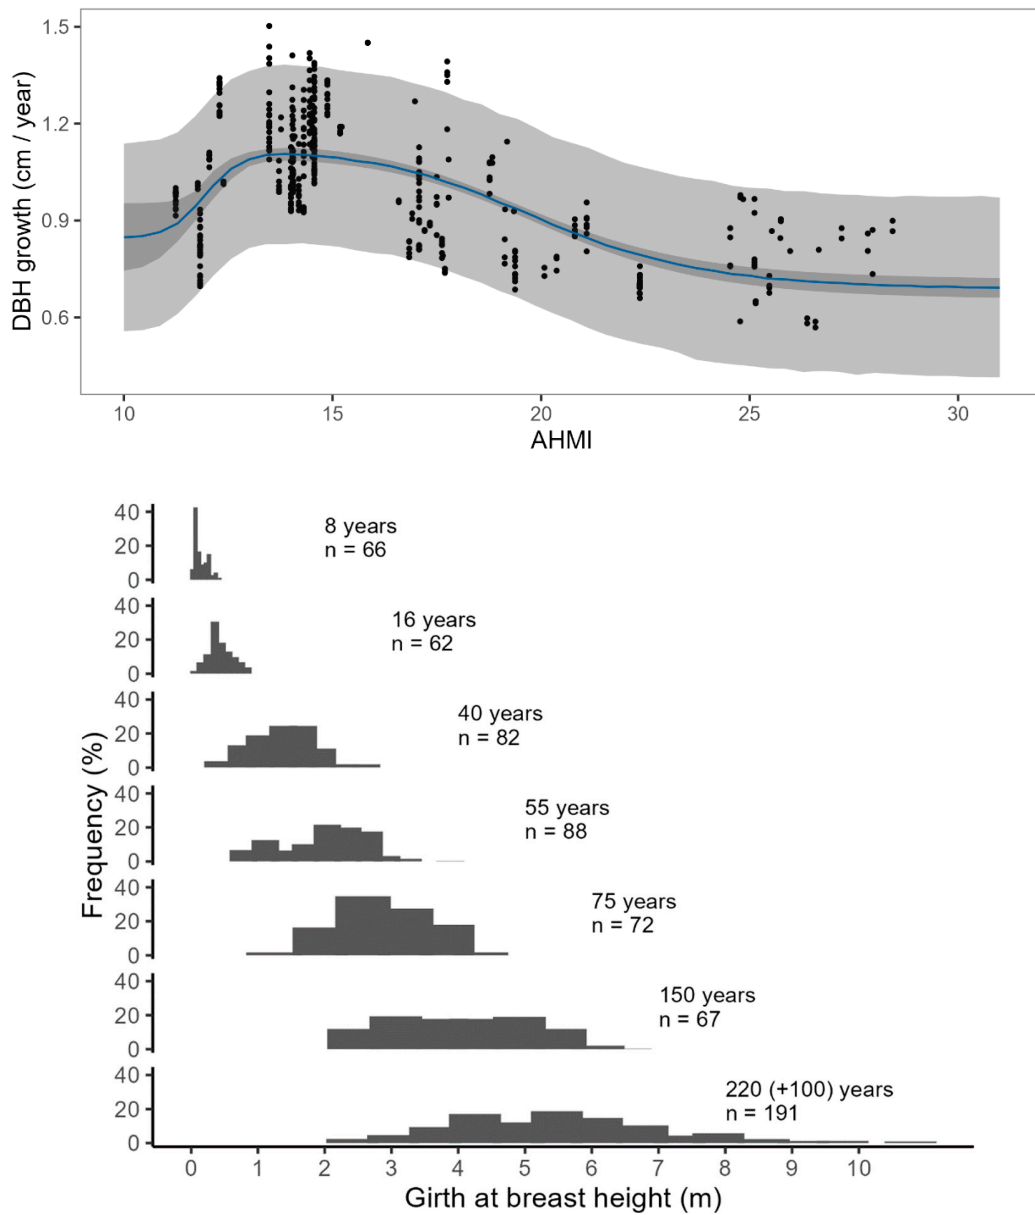 DBH growth (cm / year)
1.5
1.2
0.9
0.6
10 15 20 25 30
AHMI
Frequency (%)
40
20
0
8 years
n = 66
40
20
0
16 years
n = 62
40
20
0
40 years
n = 82
40
20
0
55 years
n = 88
40
20
0
75 years
n = 72
40
20
0
150 years
n = 67
40
20
0
220 (+100) years
n = 191
0 1 2 3 4 5 6 7 8 9 10
Girth at breast height (m)